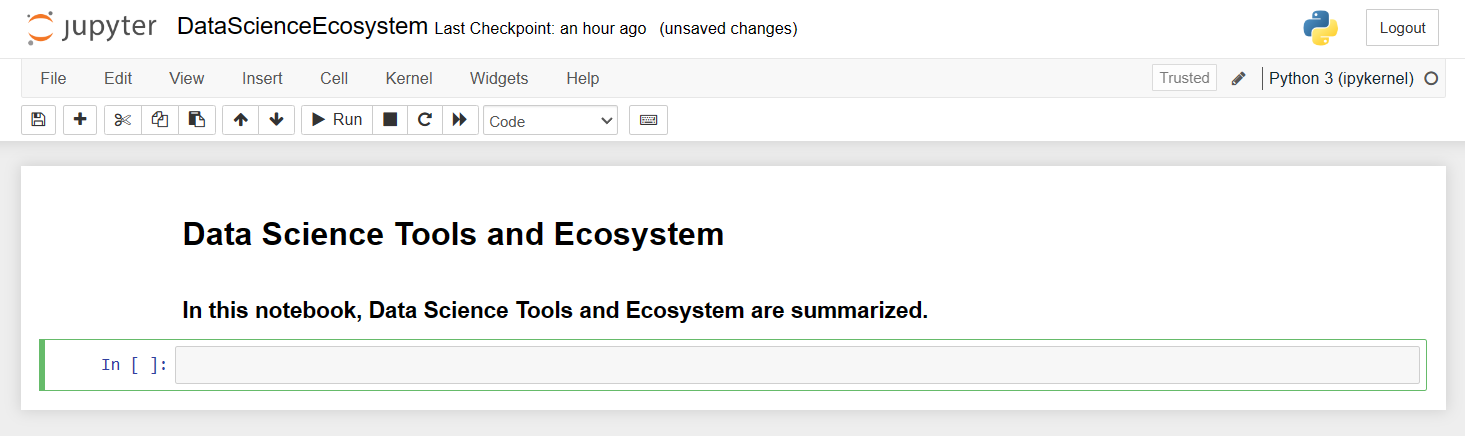 jupyter DataScienceEcosystem Last Checkpoint: an hour ago (unsaved changes) Logout
File Edit View Insert Cell Kernel Widgets Help Trusted Python 3 (ipykernel)
Run Code
Data Science Tools and Ecosystem
In this notebook, Data Science Tools and Ecosystem are summarized.
In [ ]: